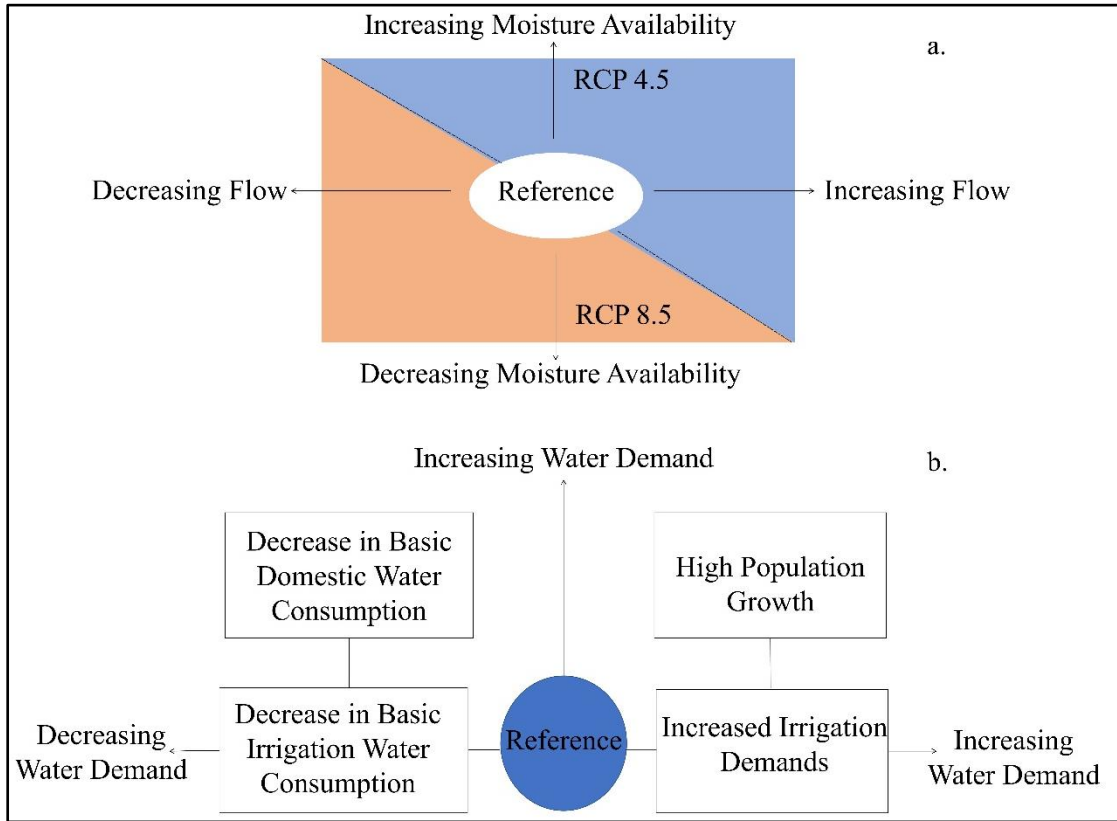 Increasing Moisture Availability
a.
RCP 4.5
Decreasing Flow
Reference
Increasing Flow
RCP 8.5
Decreasing Moisture Availability
Increasing Water Demand
b.
Decrease in Basic
Domestic Water
Consumption
High Population
Growth
Decreasing
Water Demand
Decrease in Basic
Irrigation Water
Consumption
Reference
Increased Irrigation
Demands
Increasing
Water Demand